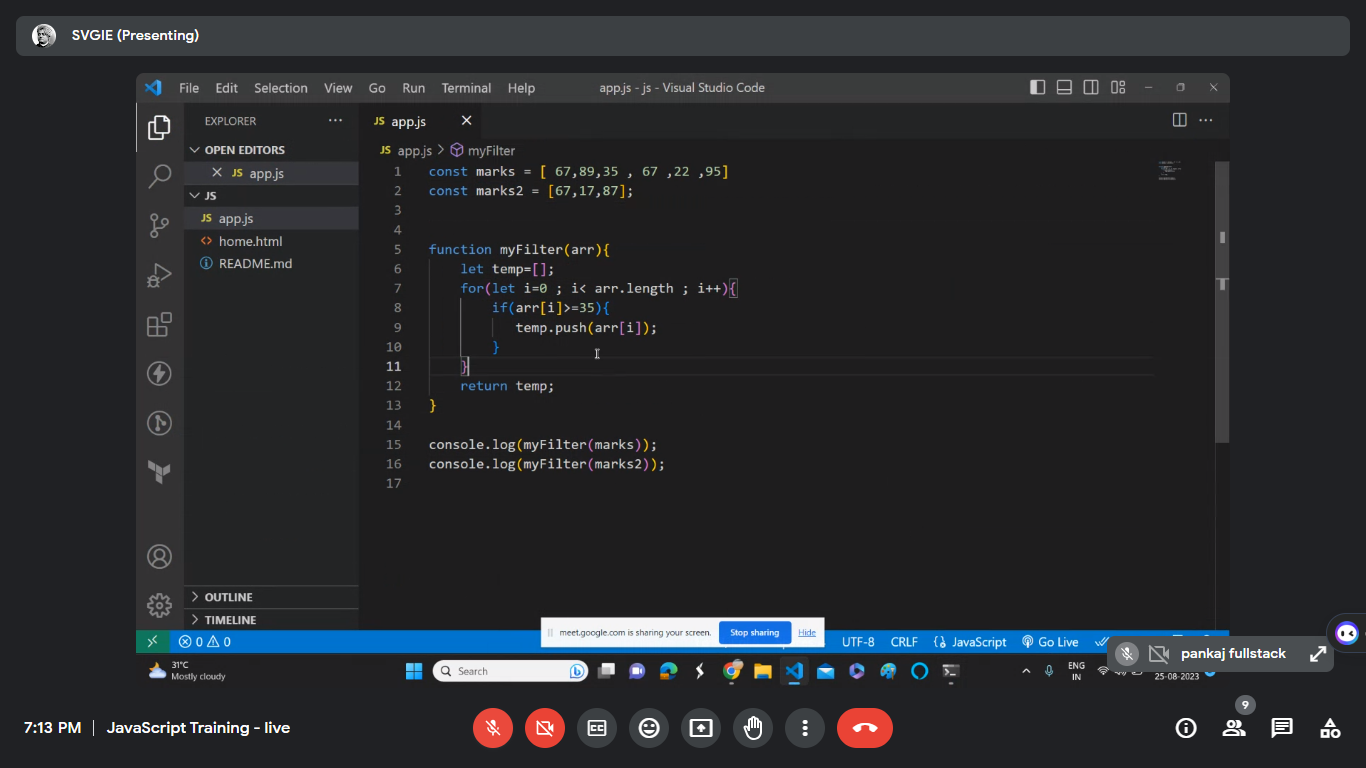 SVGIE (Presenting)
File Edit Selection View Go Run Terminal Help app.js - js - Visual Studio Code
EXPLORER
JS app.js
OPEN EDITORS
JS app.js
JS app.js > myFilter
JS
JS app.js
<> home.html
README.md
1 const marks = [ 67,89,35 , 67 ,22 ,95]
2 const marks2 = [67,17,87];
3
4
5 function myFilter(arr){
6 let temp=[];
7 for(let i=0 ; i< arr.length ; i++){
8 if(arr[i]>=35){
9 temp.push(arr[i]);
10 }
11 }
12 return temp;
13 }
14
15 console.log(myFilter(marks));
16 console.log(myFilter(marks2));
17
OUTLINE
TIMELINE
meet.google.com is sharing your screen. Stop sharing Hide
0 0 UTF-8 CRLF {} JavaScript Go Live
pankaj fullstack
31°C
Mostly cloudy
Search
ENG
IN
25-08-2023
7:13 PM | JavaScript Training - live
9